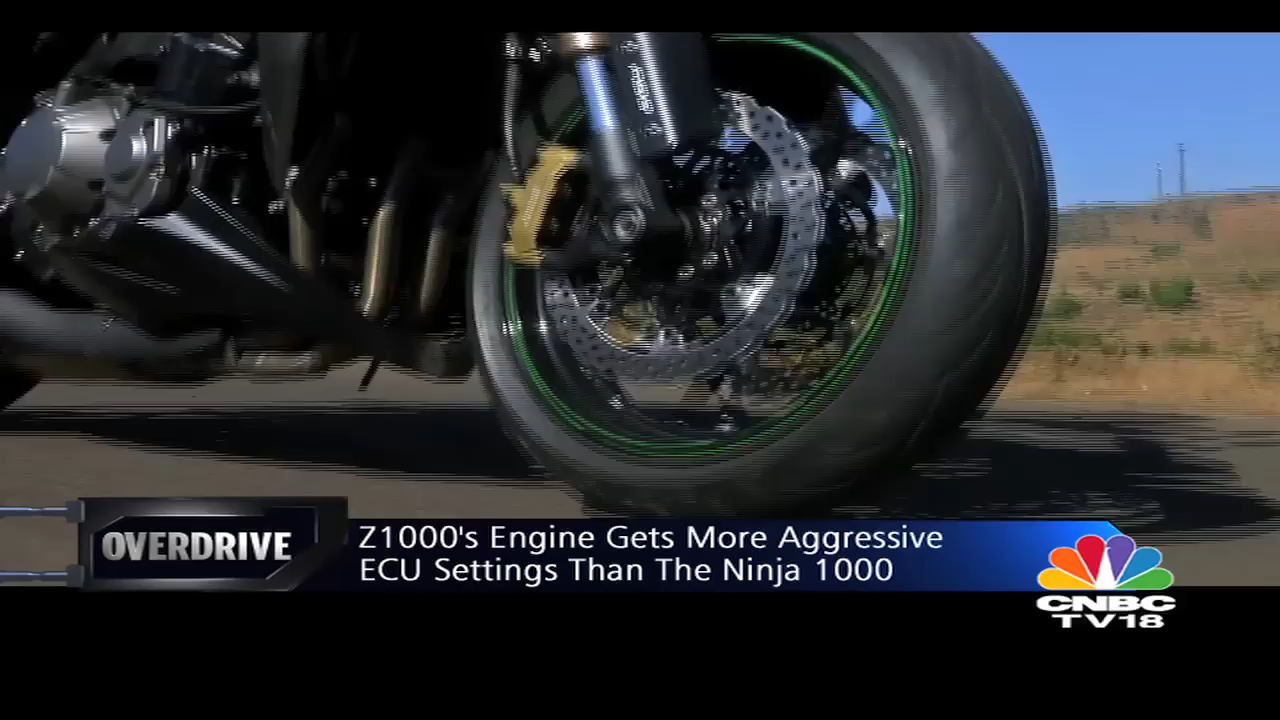 OVERDRIVE
Z1000's Engine Gets More Aggressive
ECU Settings Than The Ninja 1000
CNBC
TV18